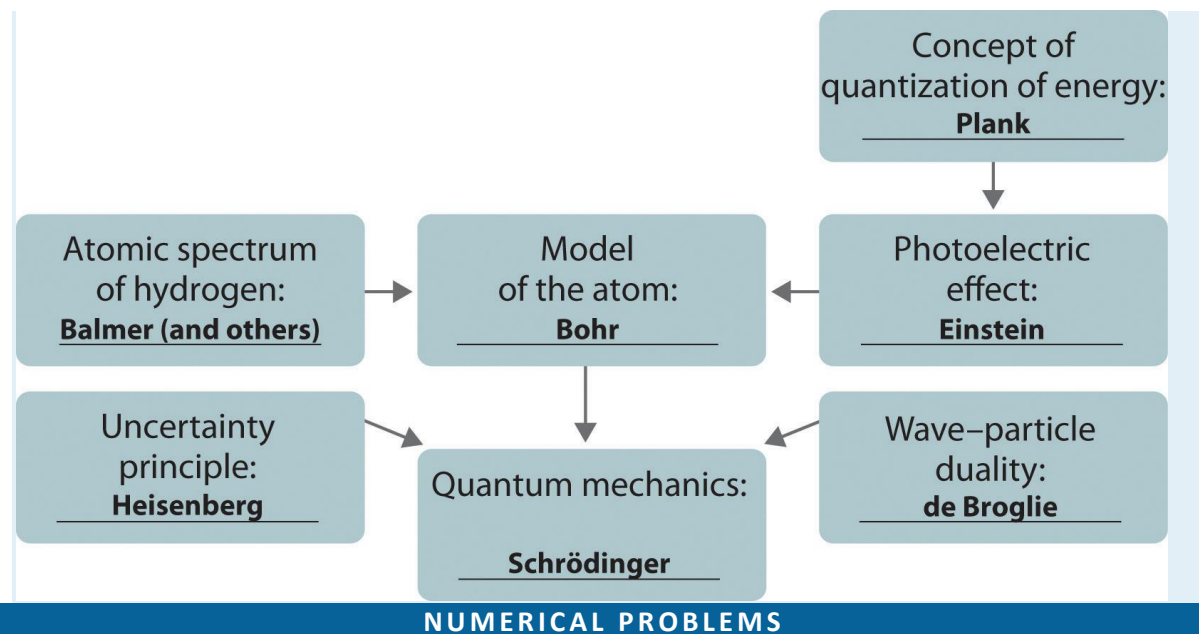 Concept of
quantization of energy:
Plank
Atomic spectrum
of hydrogen:
Balmer (and others)
Model
of the atom:
Bohr
Photoelectric
effect:
Einstein
Uncertainty
principle:
Heisenberg
Quantum mechanics:
Schrödinger
Wave–particle
duality:
de Broglie
NUMERICAL PROBLEMS